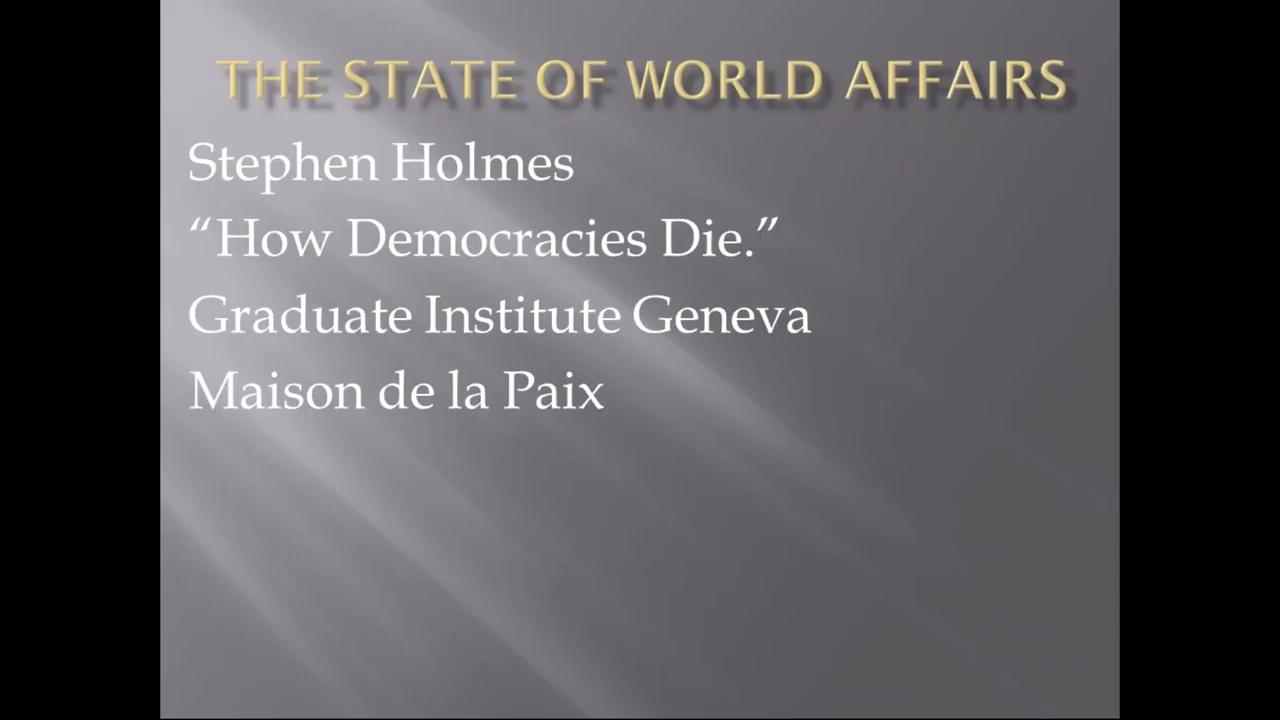 THE STATE OF WORLD AFFAIRS
Stephen Holmes
“How Democracies Die.”
Graduate Institute Geneva
Maison de la Paix